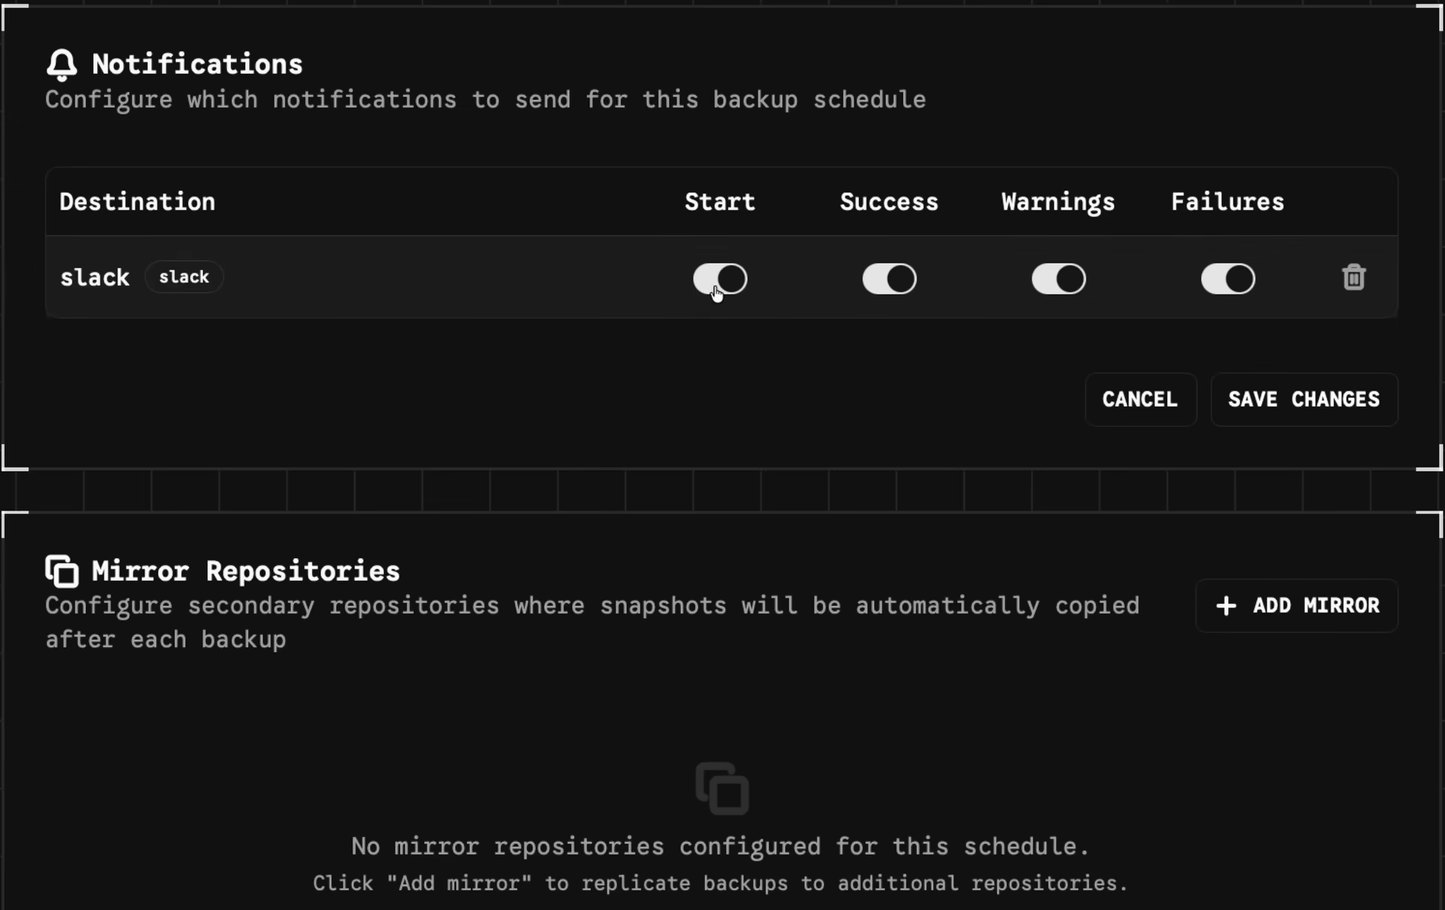 Notifications
Configure which notifications to send for this backup schedule
Destination Start Success Warnings Failures
slack slack
CANCEL SAVE CHANGES
Mirror Repositories
Configure secondary repositories where snapshots will be automatically copied
after each backup
+ ADD MIRROR
No mirror repositories configured for this schedule.
Click "Add mirror" to replicate backups to additional repositories.